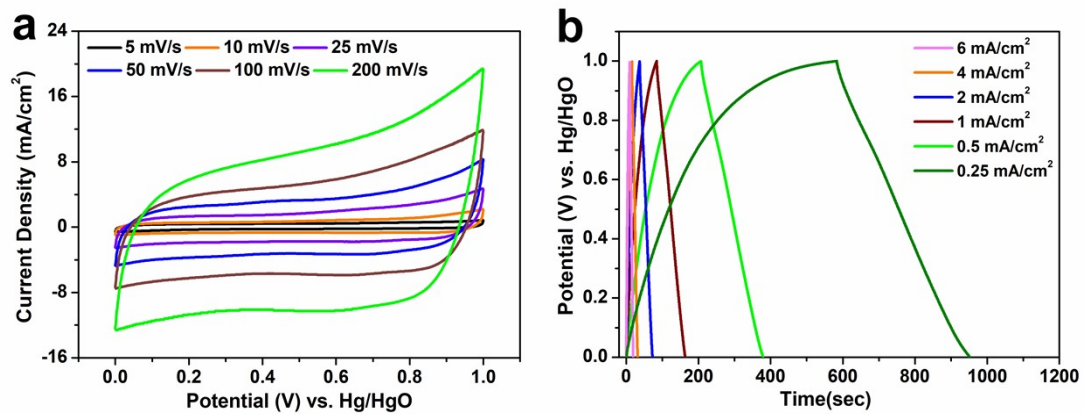 a
5 mV/s 10 mV/s 25 mV/s
50 mV/s 100 mV/s 200 mV/s
Current Density (mA/cm²)
24
16
8
0
-8
-16
0.0 0.2 0.4 0.6 0.8 1.0
Potential (V) vs. Hg/HgO
b
6 mA/cm²
4 mA/cm²
2 mA/cm²
1 mA/cm²
0.5 mA/cm²
0.25 mA/cm²
Potential (V) vs. Hg/HgO
1.0
0.8
0.6
0.4
0.2
0.0
0 200 400 600 800 1000 1200
Time(sec)